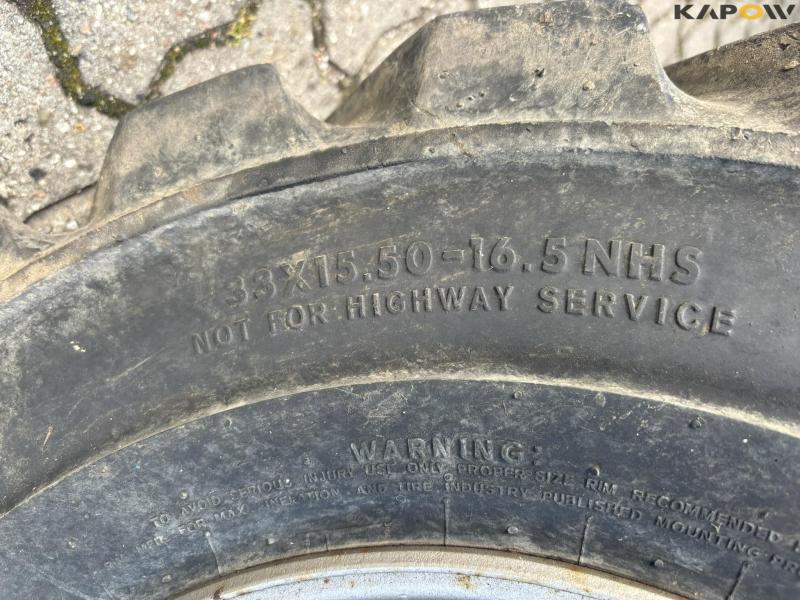 KAPOW
33X15.50-16.5 NHS
NOT FOR HIGHWAY SERVICE
WARNING:
TO AVOID SERIOUS INJURY USE ONLY PROPER SIZE RIM RECOMMENDED
FOR MAX. INFLATION AND TIRE INDUSTRY PUBLISHED MOUNTING